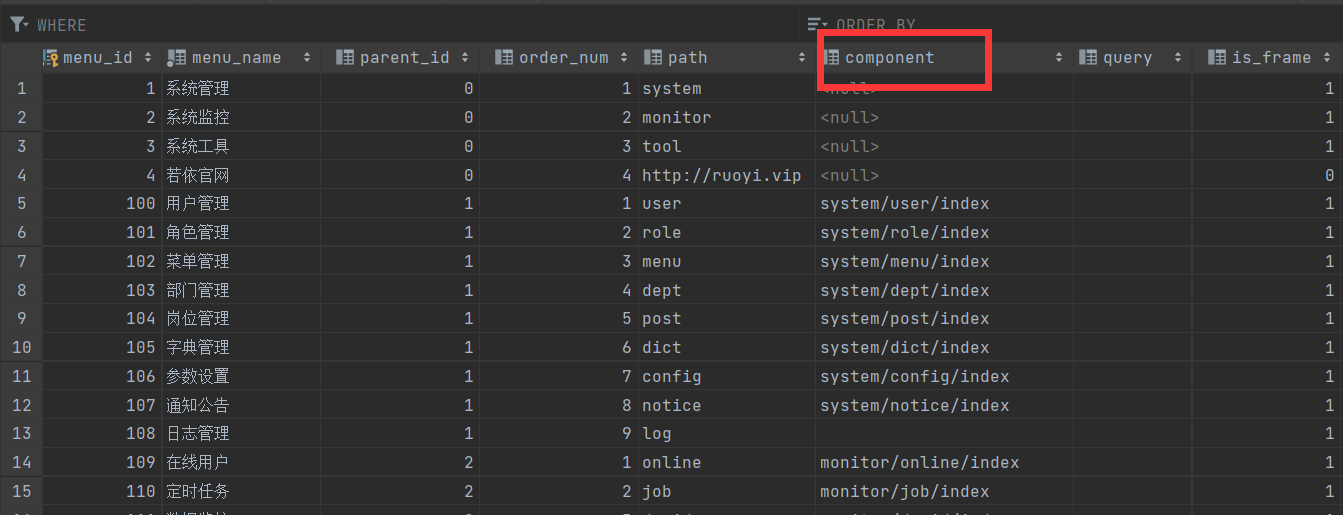 WHERE ORDER BY
menu_id menu_name parent_id order_num path component query is_frame
1 1 系统管理 0 1 system <null> 1
2 2 系统监控 0 2 monitor <null> 1
3 3 系统工具 0 3 tool <null> 1
4 4 若依官网 0 4 http://ruoyi.vip <null> 0
5 100 用户管理 1 1 user system/user/index 1
6 101 角色管理 1 2 role system/role/index 1
7 102 菜单管理 1 3 menu system/menu/index 1
8 103 部门管理 1 4 dept system/dept/index 1
9 104 岗位管理 1 5 post system/post/index 1
10 105 字典管理 1 6 dict system/dict/index 1
11 106 参数设置 1 7 config system/config/index 1
12 107 通知公告 1 8 notice system/notice/index 1
13 108 日志管理 1 9 log 1
14 109 在线用户 2 1 online monitor/online/index 1
15 110 定时任务 2 2 job monitor/job/index 1